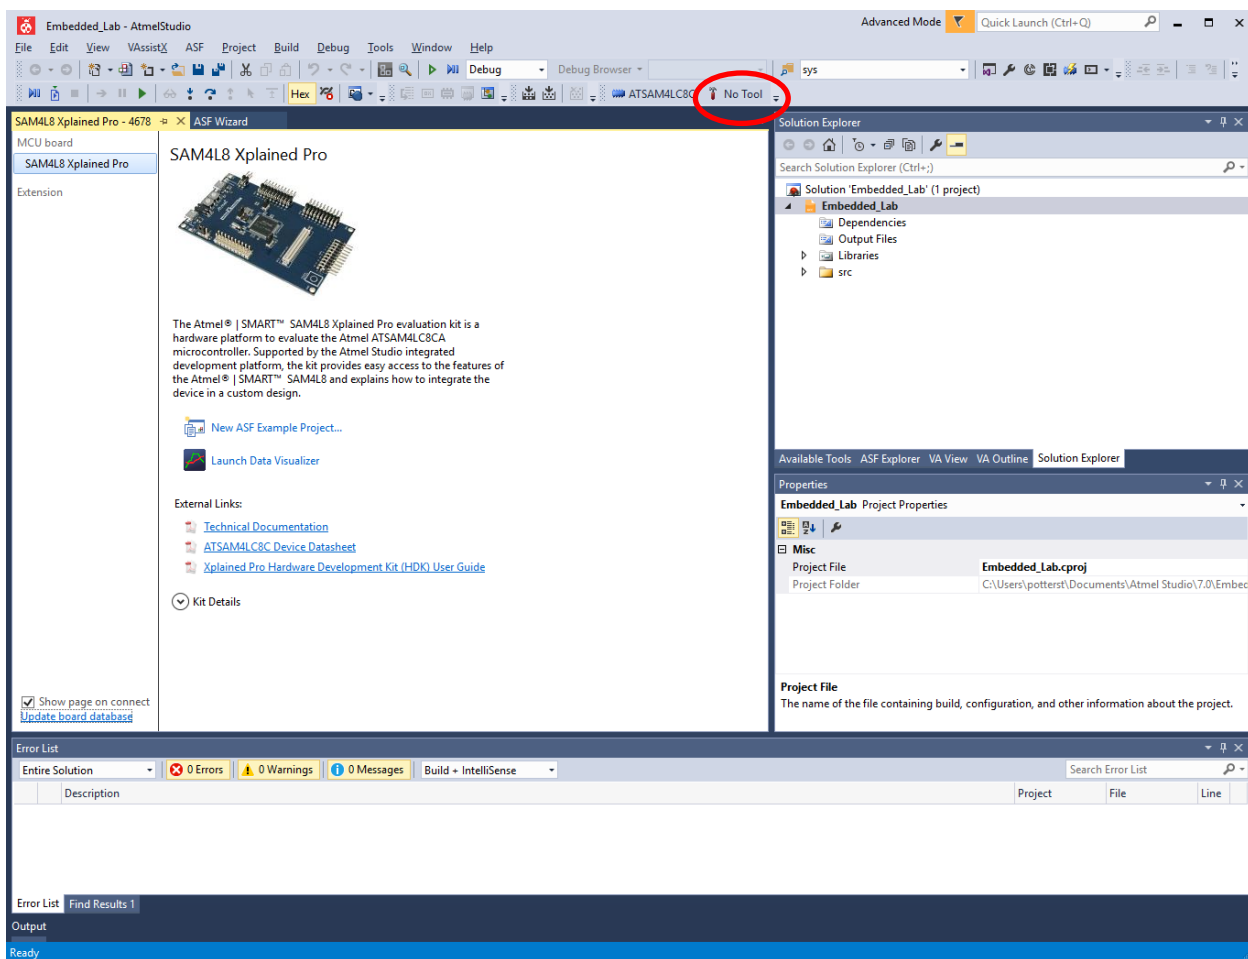 Embedded_Lab - AtmelStudio
Advanced Mode
Quick Launch (Ctrl+Q)
File Edit View VAssistX ASF Project Build Debug Tools Window Help
Debug
Debug Browser
sys
Hex
ATSAM4LC8C
No Tool
SAM4L8 Xplained Pro - 4678
ASF Wizard
MCU board
SAM4L8 Xplained Pro
Extension
SAM4L8 Xplained Pro
The Atmel® | SMART™ SAM4L8 Xplained Pro evaluation kit is a
hardware platform to evaluate the Atmel ATSAM4LC8CA
microcontroller. Supported by the Atmel Studio integrated
development platform, the kit provides easy access to the features of
the Atmel® | SMART™ SAM4L8 and explains how to integrate the
device in a custom design.
New ASF Example Project...
Launch Data Visualizer
External Links:
Technical Documentation
ATSAM4LC8C Device Datasheet
Xplained Pro Hardware Development Kit (HDK) User Guide
Kit Details
Show page on connect
Update board database
Solution Explorer
Search Solution Explorer (Ctrl+;)
Solution 'Embedded_Lab' (1 project)
Embedded_Lab
Dependencies
Output Files
Libraries
src
Available Tools ASF Explorer VA View VA Outline Solution Explorer
Properties
Embedded_Lab Project Properties
Misc
Project File Embedded_Lab.cproj
Project Folder C:\Users\potterst\Documents\Atmel Studio\7.0\Embec
Project File
The name of the file containing build, configuration, and other information about the project.
Error List
Entire Solution
0 Errors
0 Warnings
0 Messages
Build + IntelliSense
Search Error List
Description Project File Line
Error List Find Results 1
Output
Ready